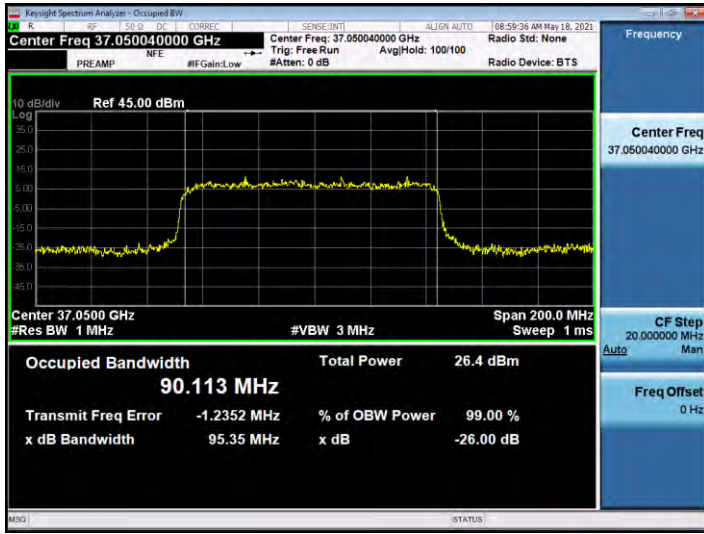 Keysight Spectrum Analyzer - Occupied BW
R RF 50 Ω DC CORREC SENSE:INT ALIGN AUTO 08:59:36 AM May 18, 2021
Center Freq 37.050040000 GHz
NFE
PREAMP #IFGain:Low
Center Freq: 37.050040000 GHz
Trig: Free Run Avg|Hold: 100/100
#Atten: 0 dB
Radio Std: None
Radio Device: BTS
10 dB/div Ref 45.00 dBm
Log
35.0
25.0
15.0
5.00
-5.00
-15.0
-25.0
-35.0
-45.0
Center 37.0500 GHz Span 200.0 MHz
#Res BW 1 MHz #VBW 3 MHz Sweep 1 ms
Occupied Bandwidth Total Power 26.4 dBm
90.113 MHz
Transmit Freq Error -1.2352 MHz % of OBW Power 99.00 %
x dB Bandwidth 95.35 MHz x dB -26.00 dB
MSG STATUS
Frequency
Center Freq
37.050040000 GHz
CF Step
20.000000 MHz
Auto Man
Freq Offset
0 Hz